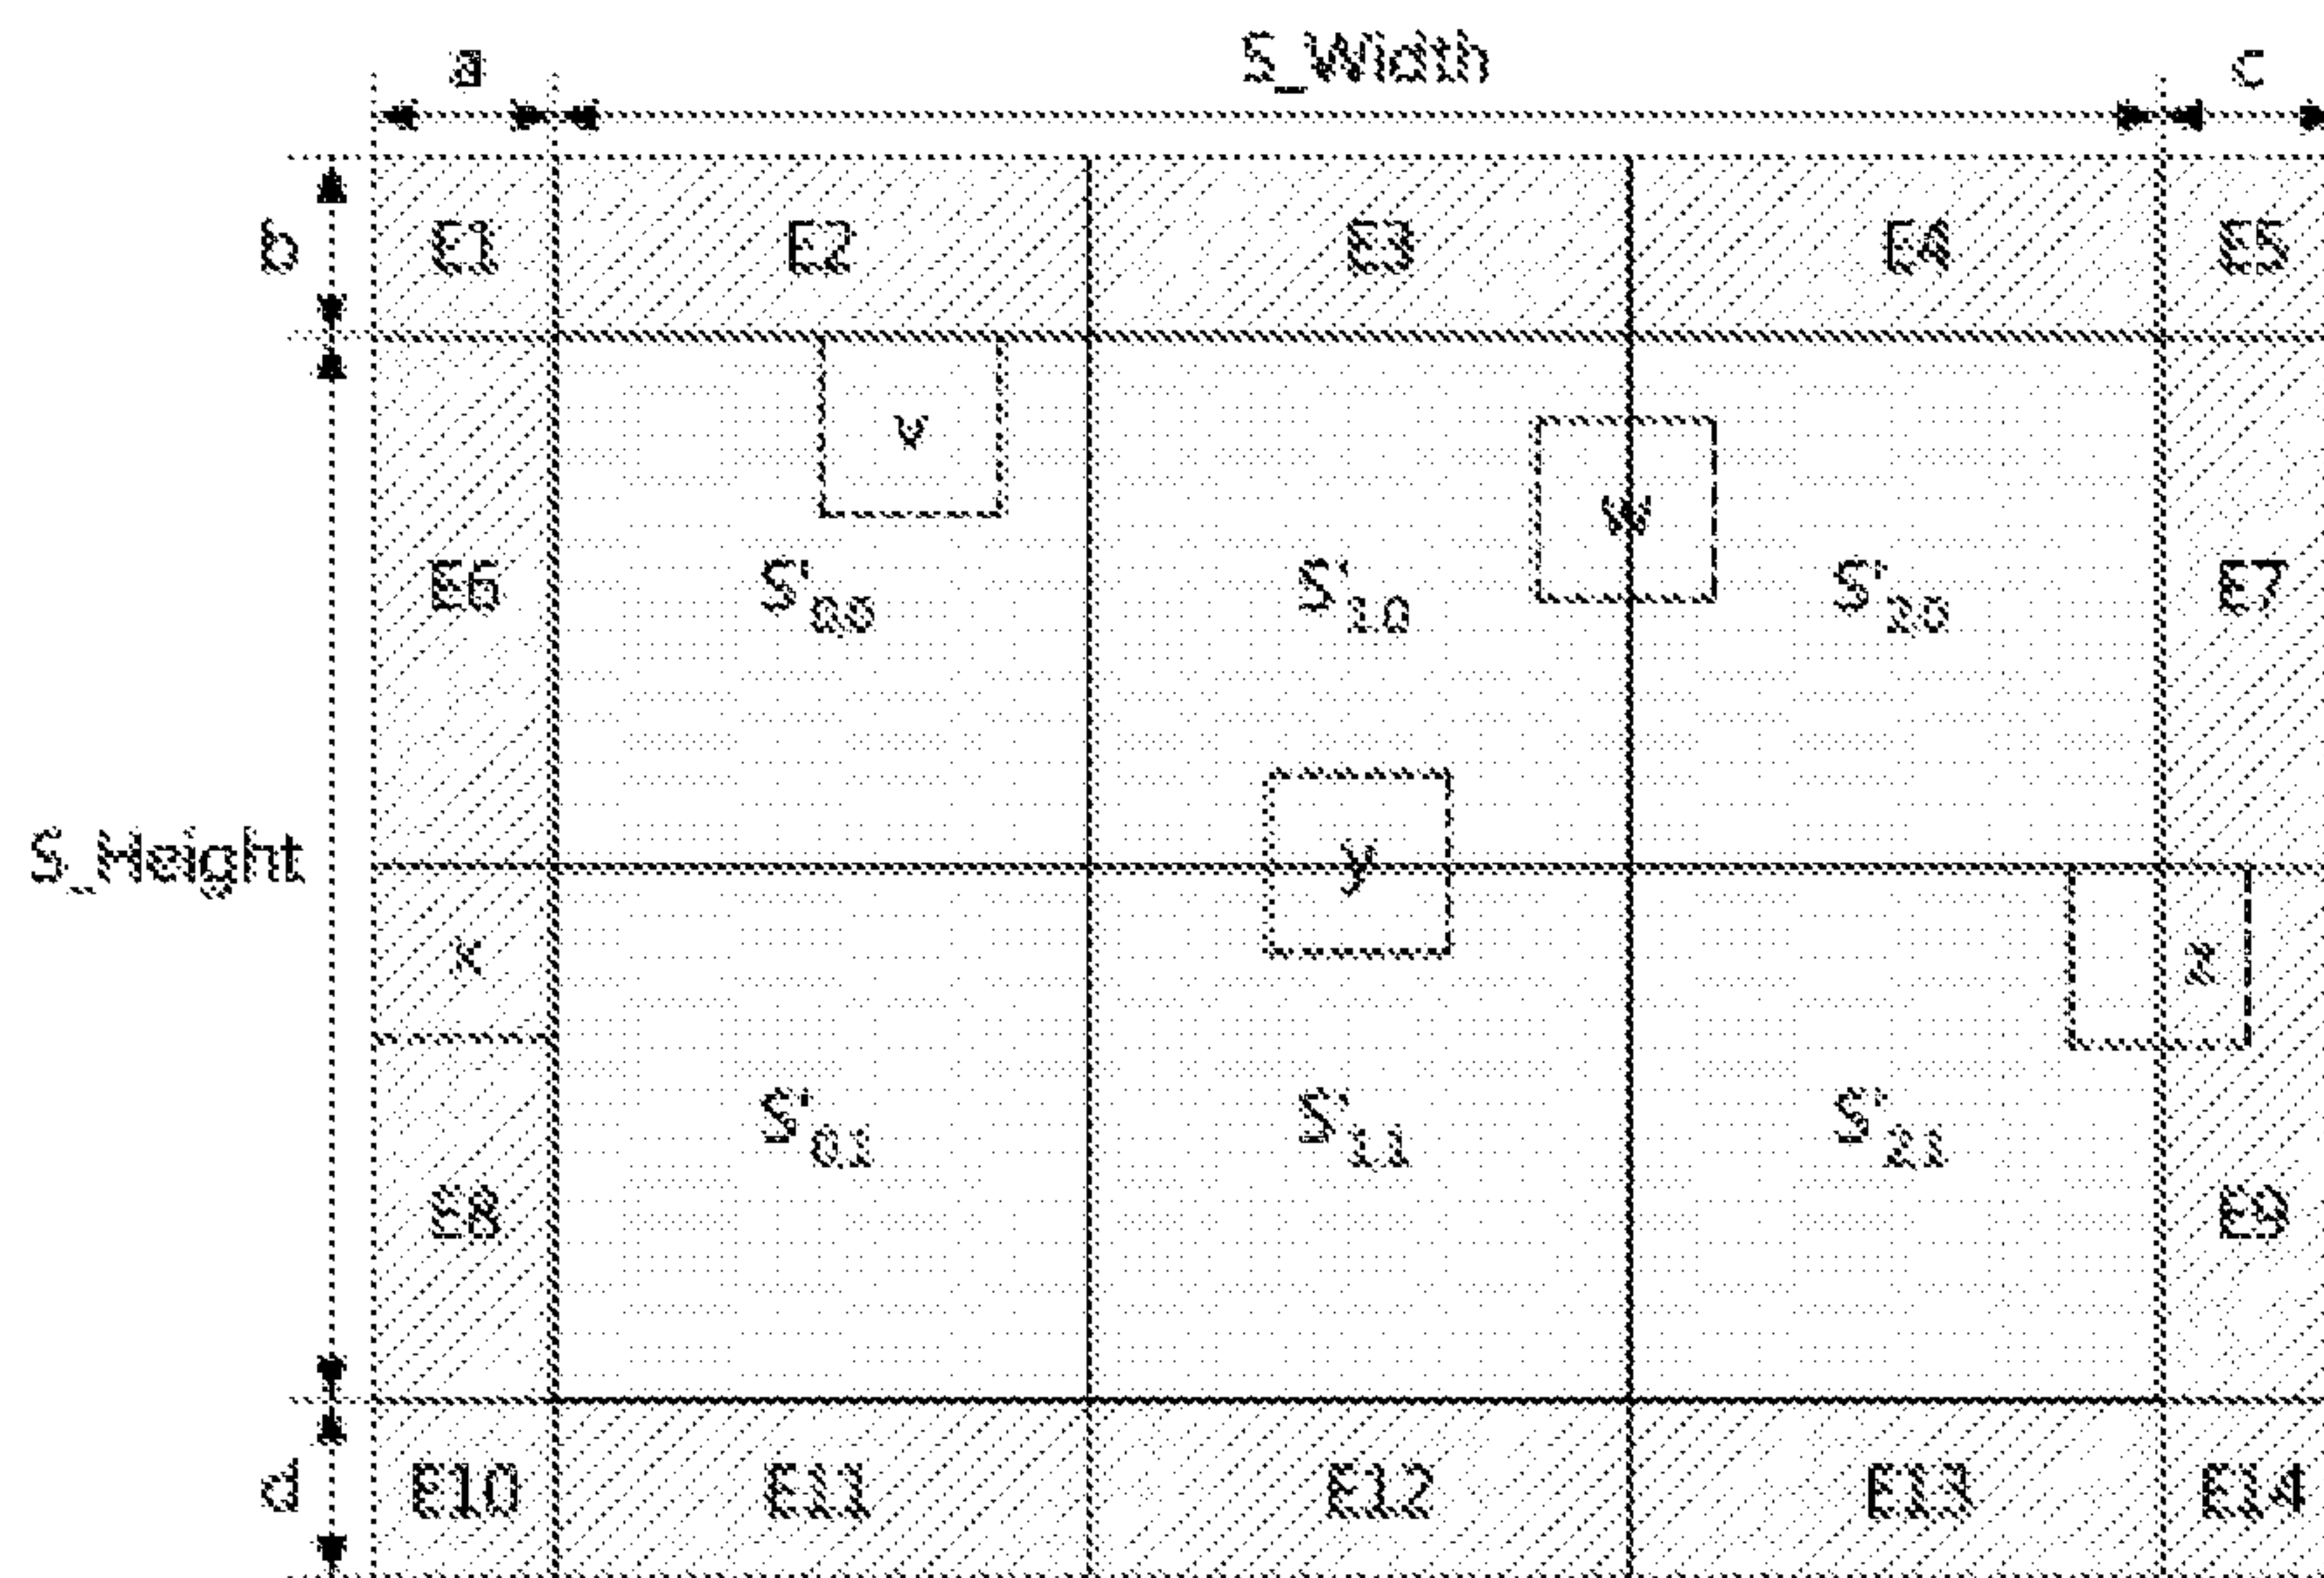 a S_Width c
b E1 E2 E3 E4 E5
v
w
E6 S'00 S'10 S'20 E7
S_Height y
x z
S'01 S'11 S'21
E8 E9
d E10 E11 E12 E13 E14